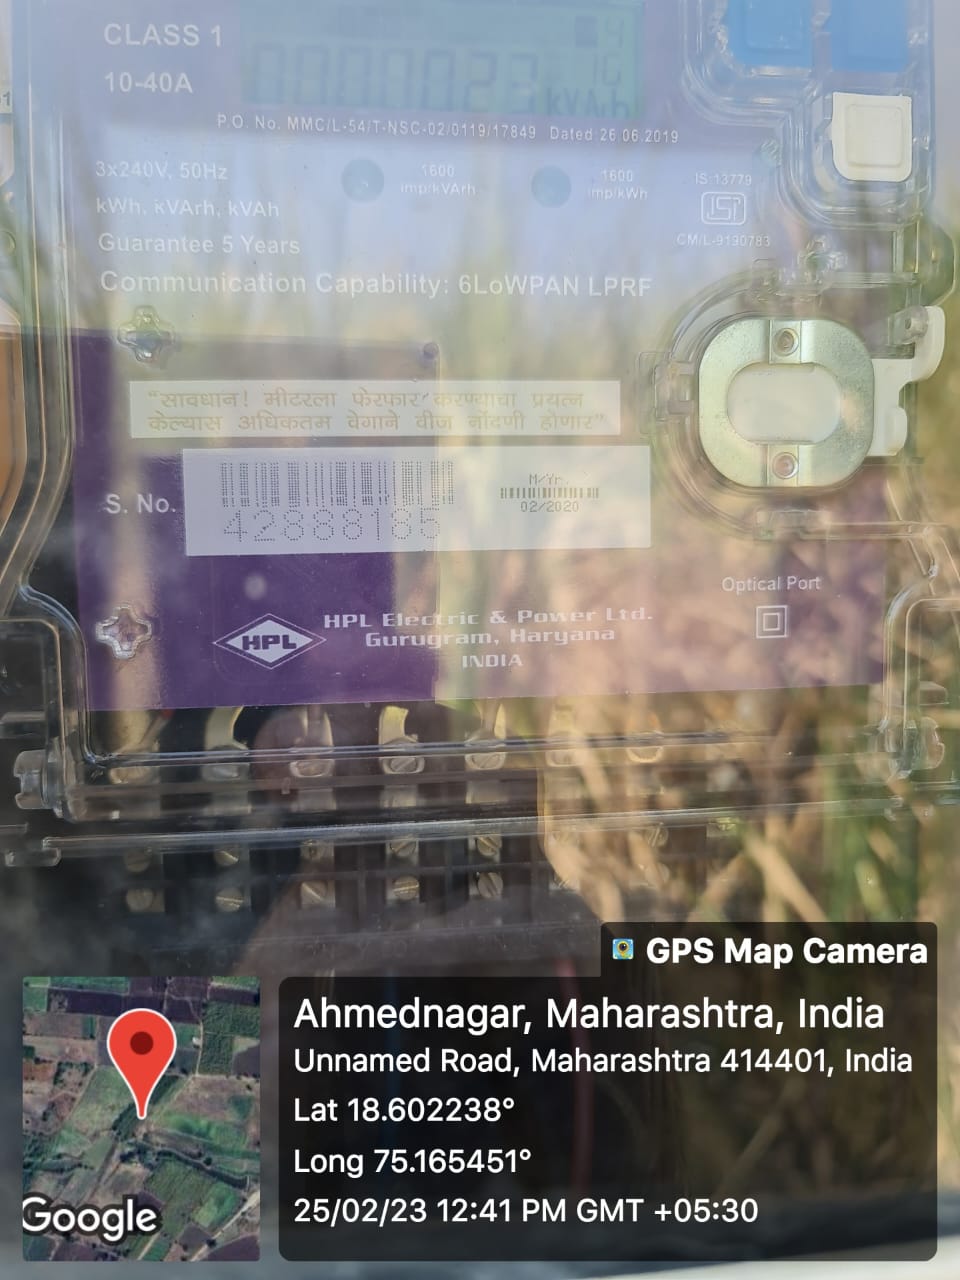 CLASS 1
10-40A
kVArh
P.O. No. MMC/L-54/T-NSC-02/0119/17849 Dated:26.06.2019
3x240V, 50Hz
1600
imp/kVArh
1600
imp/kWh
IS:13779
kWh, kVArh, kVAh
ISI
CM/L-9190783
Guarantee 5 Years
Communication Capability: 6LoWPAN LPRF
“सावधान! मीटरला फेरफार करण्याचा प्रयत्न
केल्यास अधिकतम वेगाने वीज नोंदणी होणार”
M/Yr.
S. No.
42888186
02/2020
Optical Port
HPL
HPL Electric & Power Ltd.
Gurugram, Haryana
INDIA
GPS Map Camera
Ahmednagar, Maharashtra, India
Unnamed Road, Maharashtra 414401, India
Lat 18.602238°
Long 75.165451°
25/02/23 12:41 PM GMT +05:30
Google